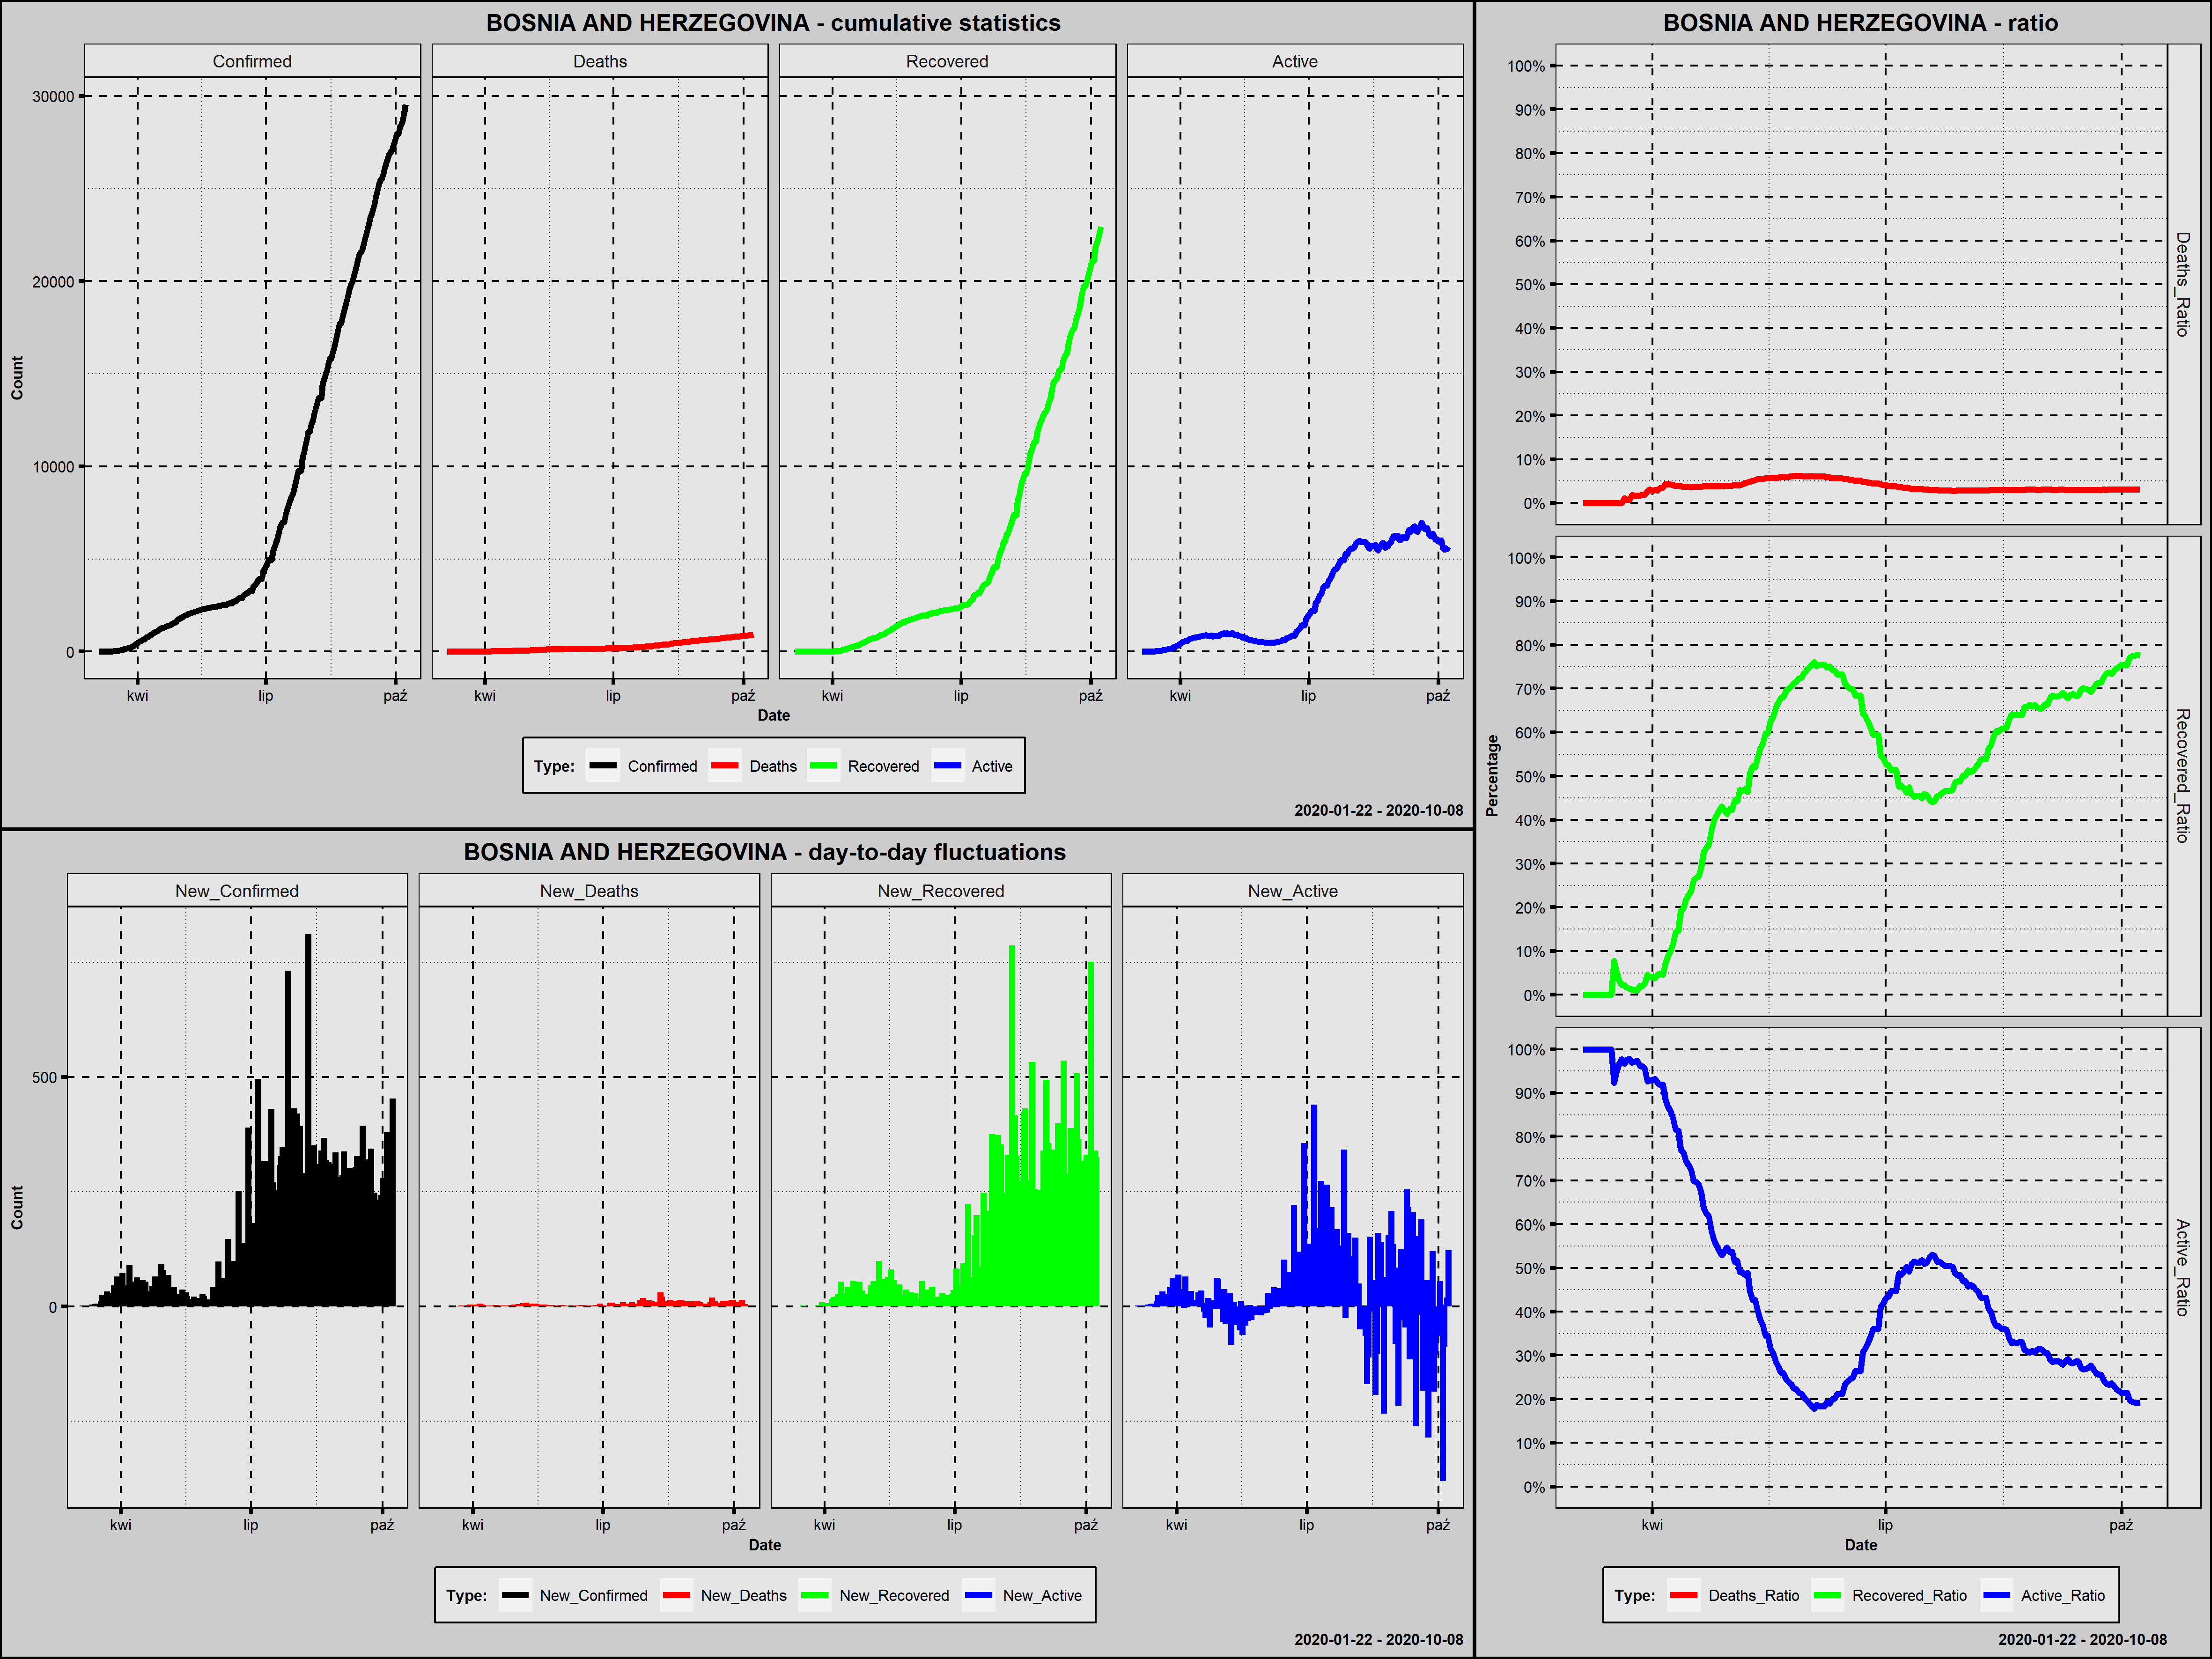 BOSNIA AND HERZEGOVINA - cumulative statistics
Confirmed Deaths Recovered Active
Count
30000
20000
10000
0
kwi lip paź kwi lip paź kwi lip paź kwi lip paź
Date
Type: Confirmed Deaths Recovered Active
2020-01-22 - 2020-10-08
BOSNIA AND HERZEGOVINA - day-to-day fluctuations
New_Confirmed New_Deaths New_Recovered New_Active
Count
500
0
kwi lip paź kwi lip paź kwi lip paź kwi lip paź
Date
Type: New_Confirmed New_Deaths New_Recovered New_Active
2020-01-22 - 2020-10-08
BOSNIA AND HERZEGOVINA - ratio
Percentage
100%
90%
80%
70%
60%
50%
40%
30%
20%
10%
0%
Deaths_Ratio
100%
90%
80%
70%
60%
50%
40%
30%
20%
10%
0%
Recovered_Ratio
100%
90%
80%
70%
60%
50%
40%
30%
20%
10%
0%
Active_Ratio
kwi lip paź
Date
Type: Deaths_Ratio Recovered_Ratio Active_Ratio
2020-01-22 - 2020-10-08